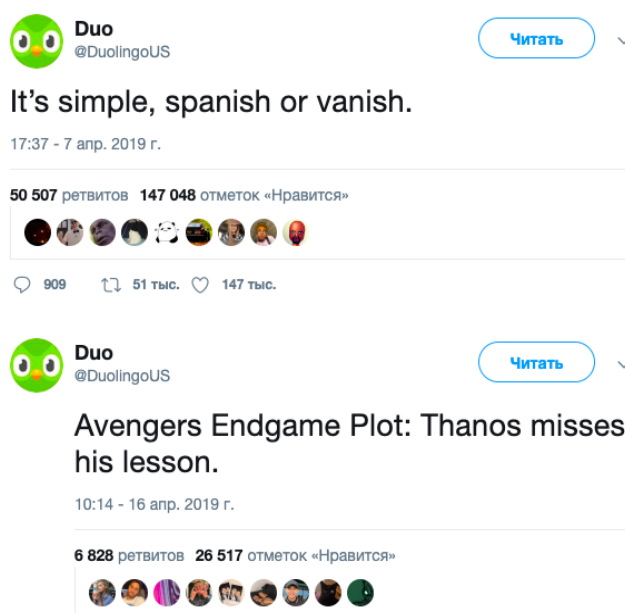 Duo
@DuolingoUS
Читать
It’s simple, spanish or vanish.
17:37 - 7 апр. 2019 г.
50 507 ретвитов 147 048 отметок «Нравится»
909 51 тыс. 147 тыс.
Duo
@DuolingoUS
Читать
Avengers Endgame Plot: Thanos misses
his lesson.
10:14 - 16 апр. 2019 г.
6 828 ретвитов 26 517 отметок «Нравится»